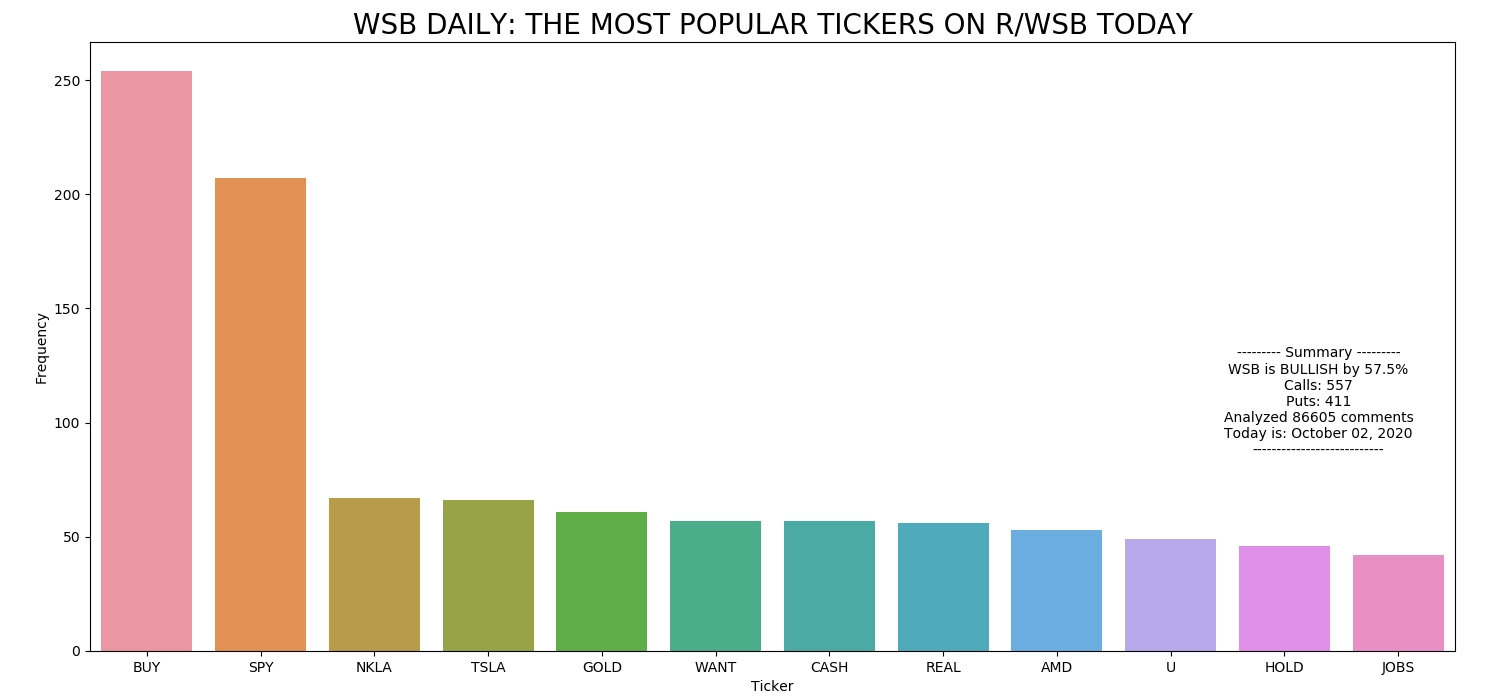 WSB DAILY: THE MOST POPULAR TICKERS ON R/WSB TODAY
250
200
150
100
50
0
Frequency
--------- Summary ---------
WSB is BULLISH by 57.5%
Calls: 557
Puts: 411
Analyzed 86605 comments
Today is: October 02, 2020
---------------------------
BUY SPY NKLA TSLA GOLD WANT CASH REAL AMD U HOLD JOBS
Ticker